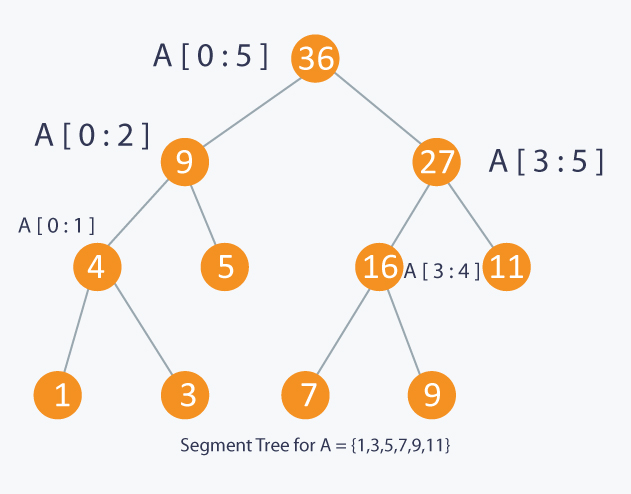 A [ 0 : 5 ] 36
A [ 0 : 2 ] 9 27 A [ 3 : 5 ]
A [ 0 : 1 ]
4 5 16 A [ 3 : 4 ] 11
1 3 7 9
Segment Tree for A = {1,3,5,7,9,11}